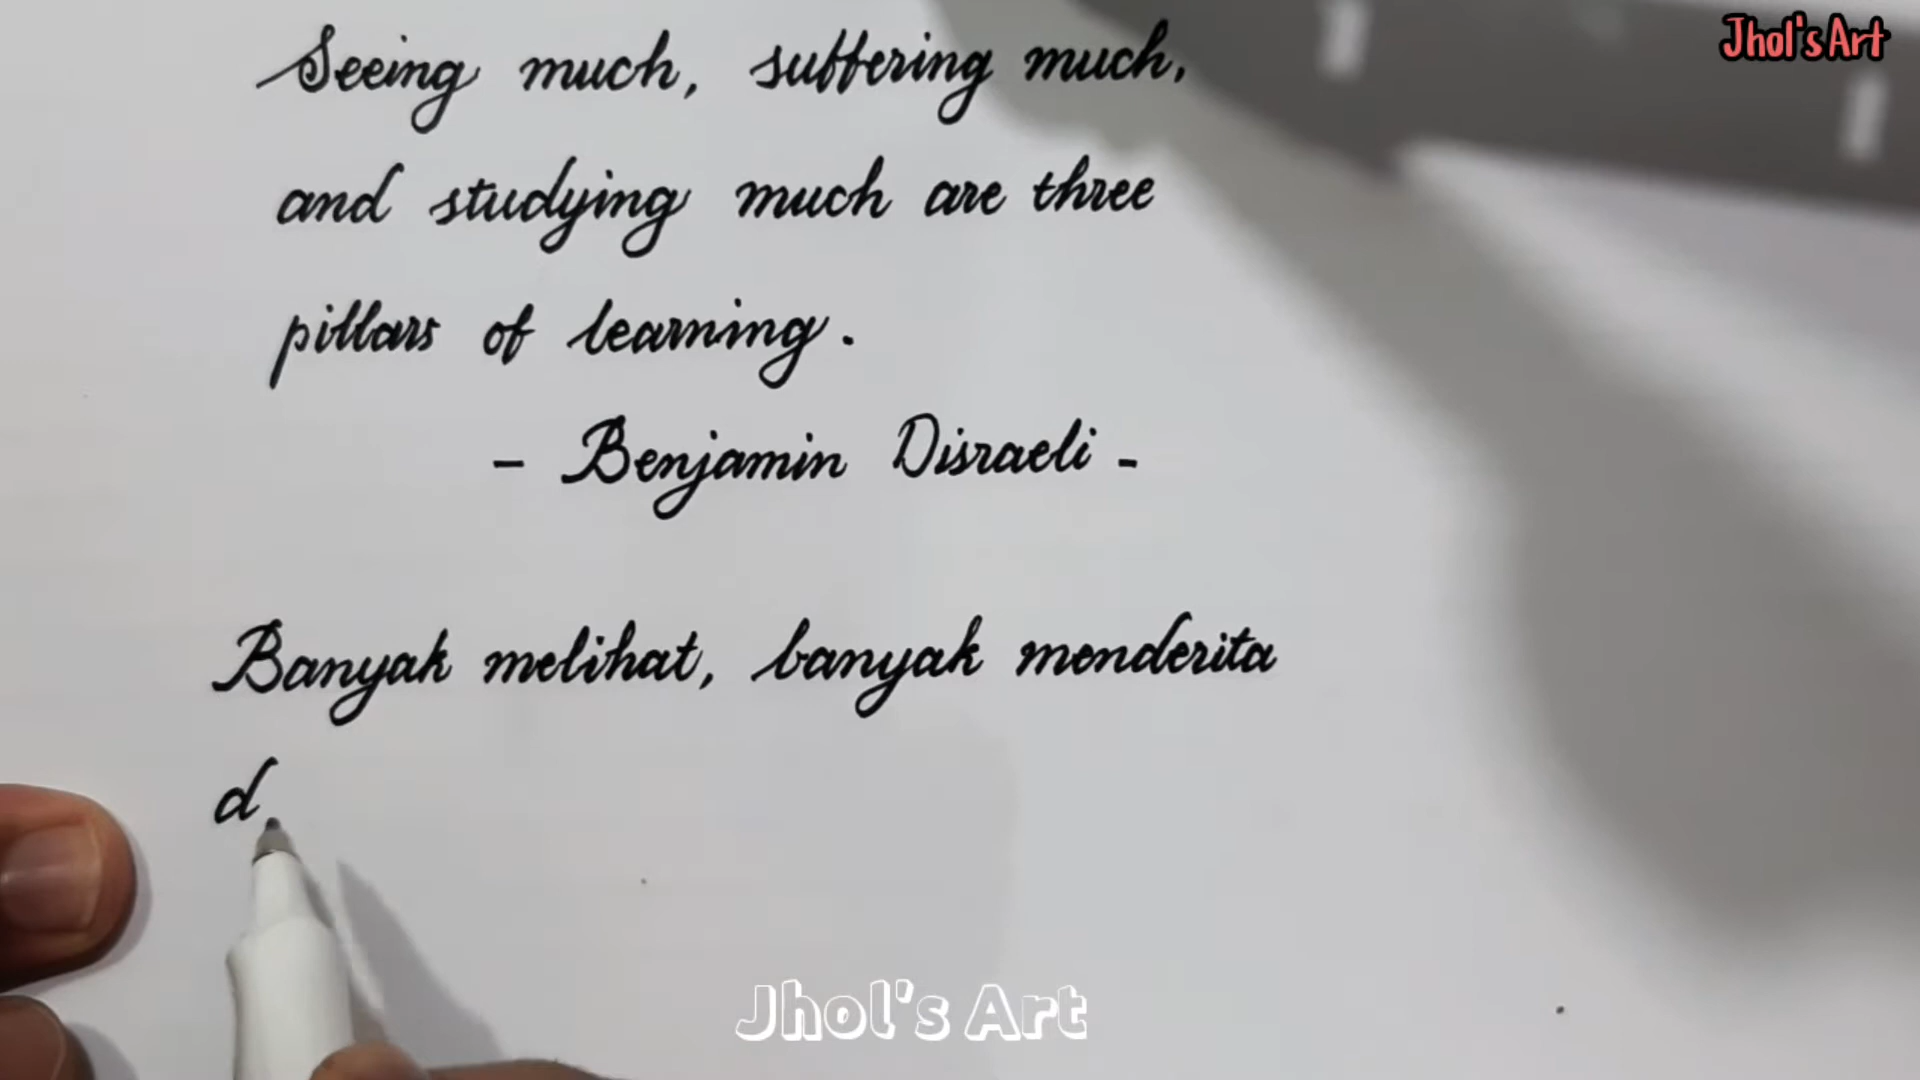 Jhol's Art
Seeing much, suffering much,
and studying much are three
pillars of learning.
- Benjamin Disraeli -
Banyak melihat, banyak menderita
d
Jhol's Art